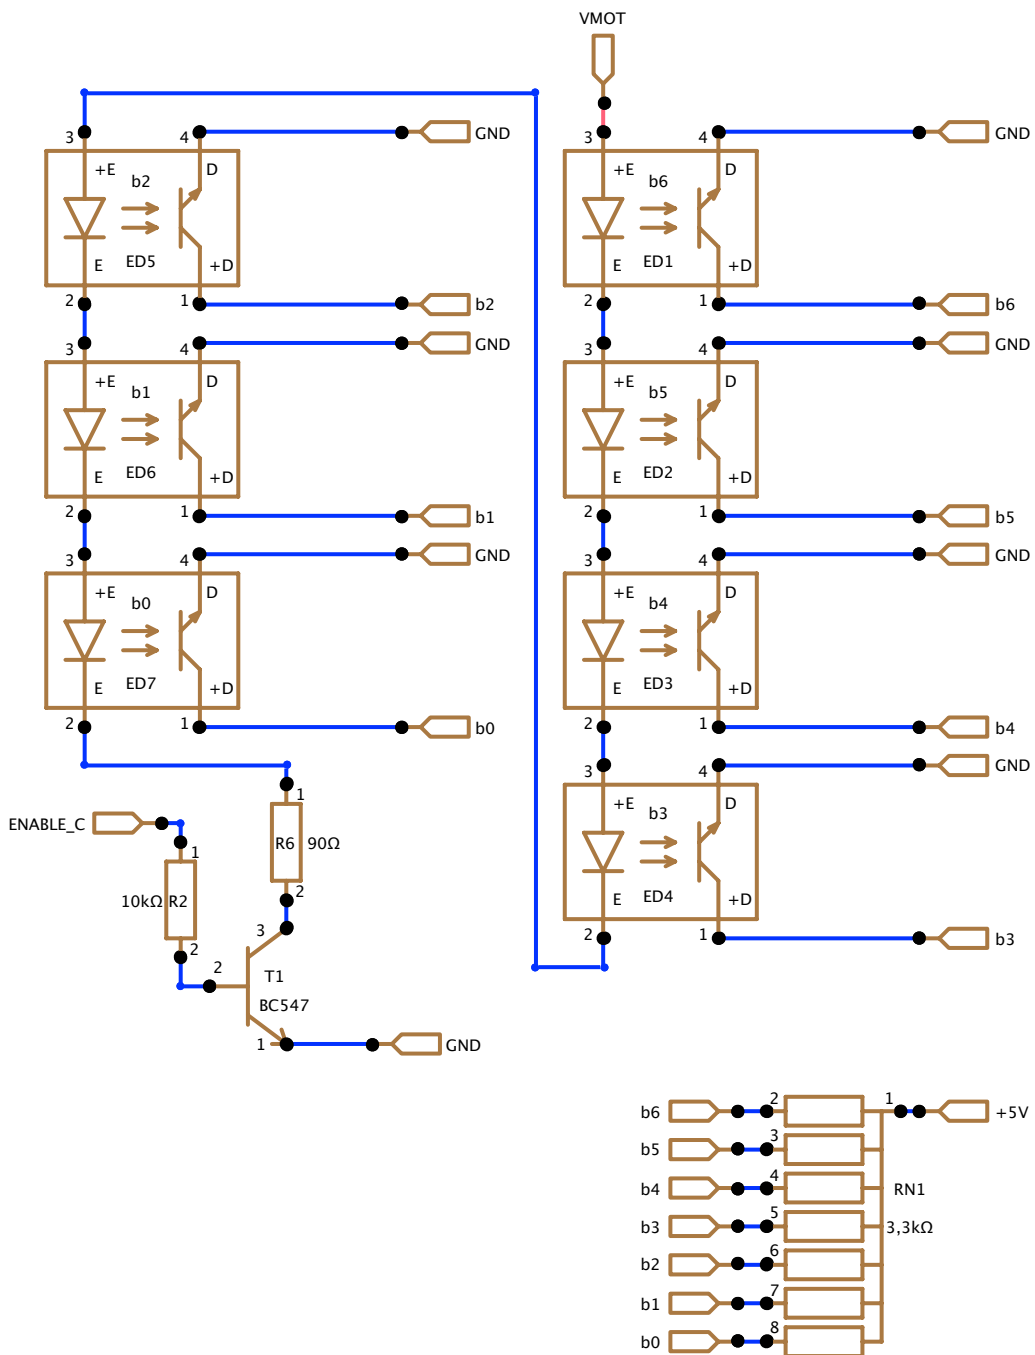 VMOT
3
4
GND
3
4
GND
+E
b2
D
+E
b6
D
E
ED5
+D
E
ED1
+D
2
1
b2
2
1
b6
3
4
GND
3
4
GND
+E
b1
D
+E
b5
D
E
ED6
+D
E
ED2
+D
2
1
b1
2
1
b5
3
4
GND
3
4
GND
+E
b0
D
+E
b4
D
E
ED7
+D
E
ED3
+D
2
1
b0
2
1
b4
3
4
GND
+E
b3
D
E
ED4
+D
2
1
b3
1
R6 90Ω
2
ENABLE_C
1
10kΩ R2
2
3
2
T1
BC547
1
GND
b6
2
1
+5V
b5
3
b4
4
RN1
b3
5
3,3kΩ
b2
6
b1
7
b0
8